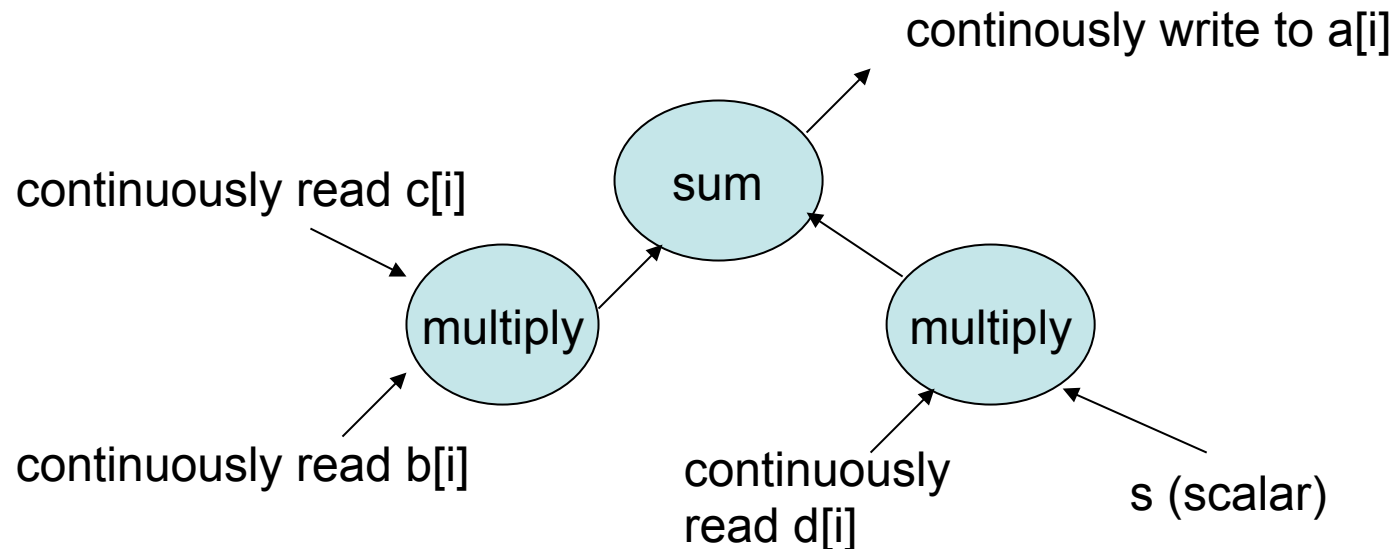 continously write to a[i]
sum
continuously read c[i]
multiply
multiply
continuously read b[i]
continuously
read d[i]
s (scalar)